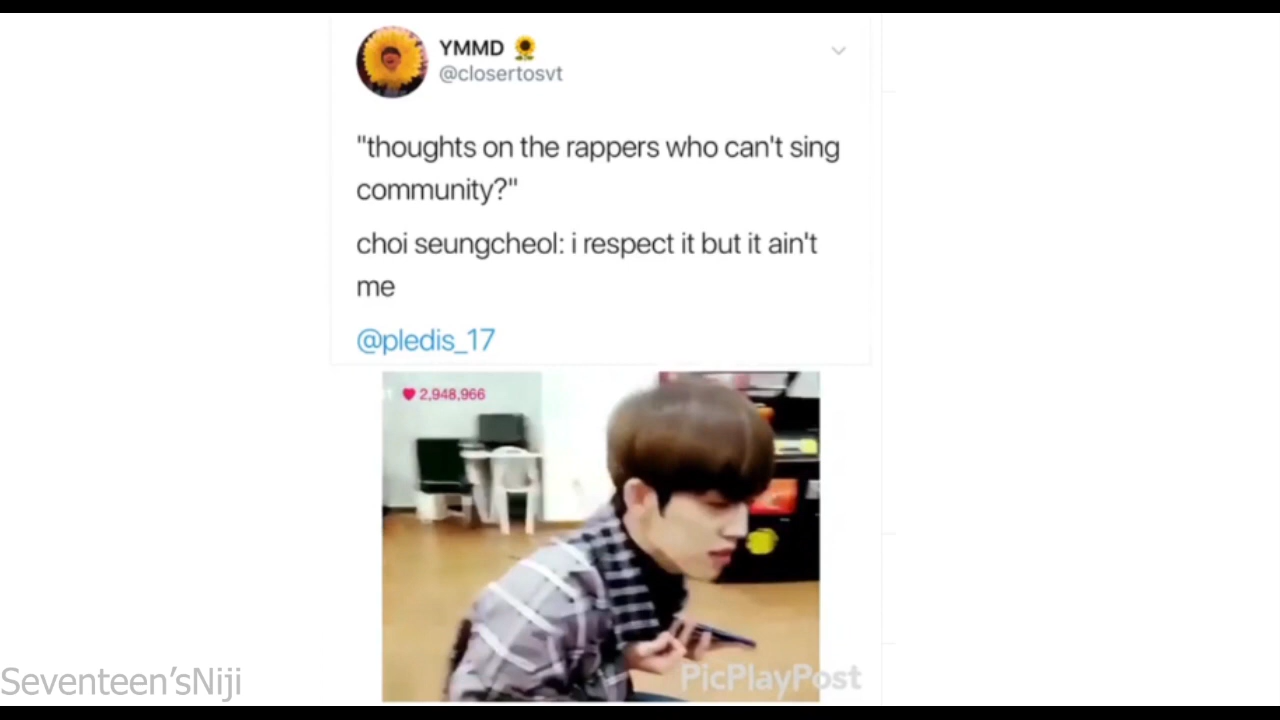 YMMD 🌻
@closertosvt
"thoughts on the rappers who can't sing
community?"
choi seungcheol: i respect it but it ain't
me
@pledis_17
2,948,966
PicPlayPost
Seventeen'sNiji